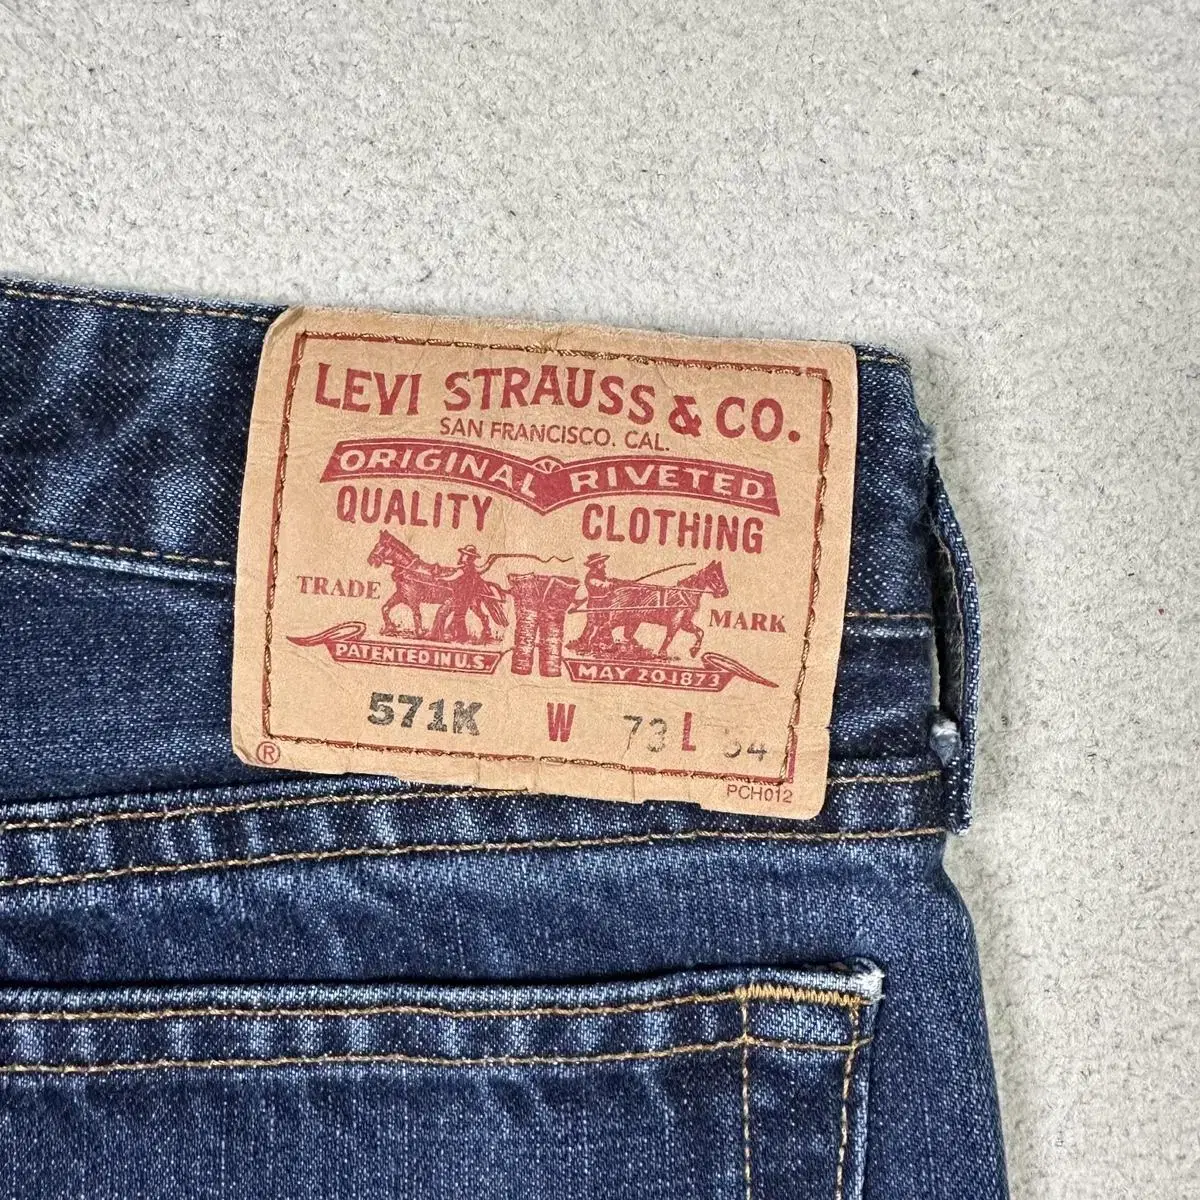 LEVI STRAUSS & CO.
SAN FRANCISCO. CAL.
ORIGINAL RIVETED
QUALITY CLOTHING
TRADE MARK
PATENTED IN U.S. MAY 20 1873
571K W 73 L 34
® PCH012